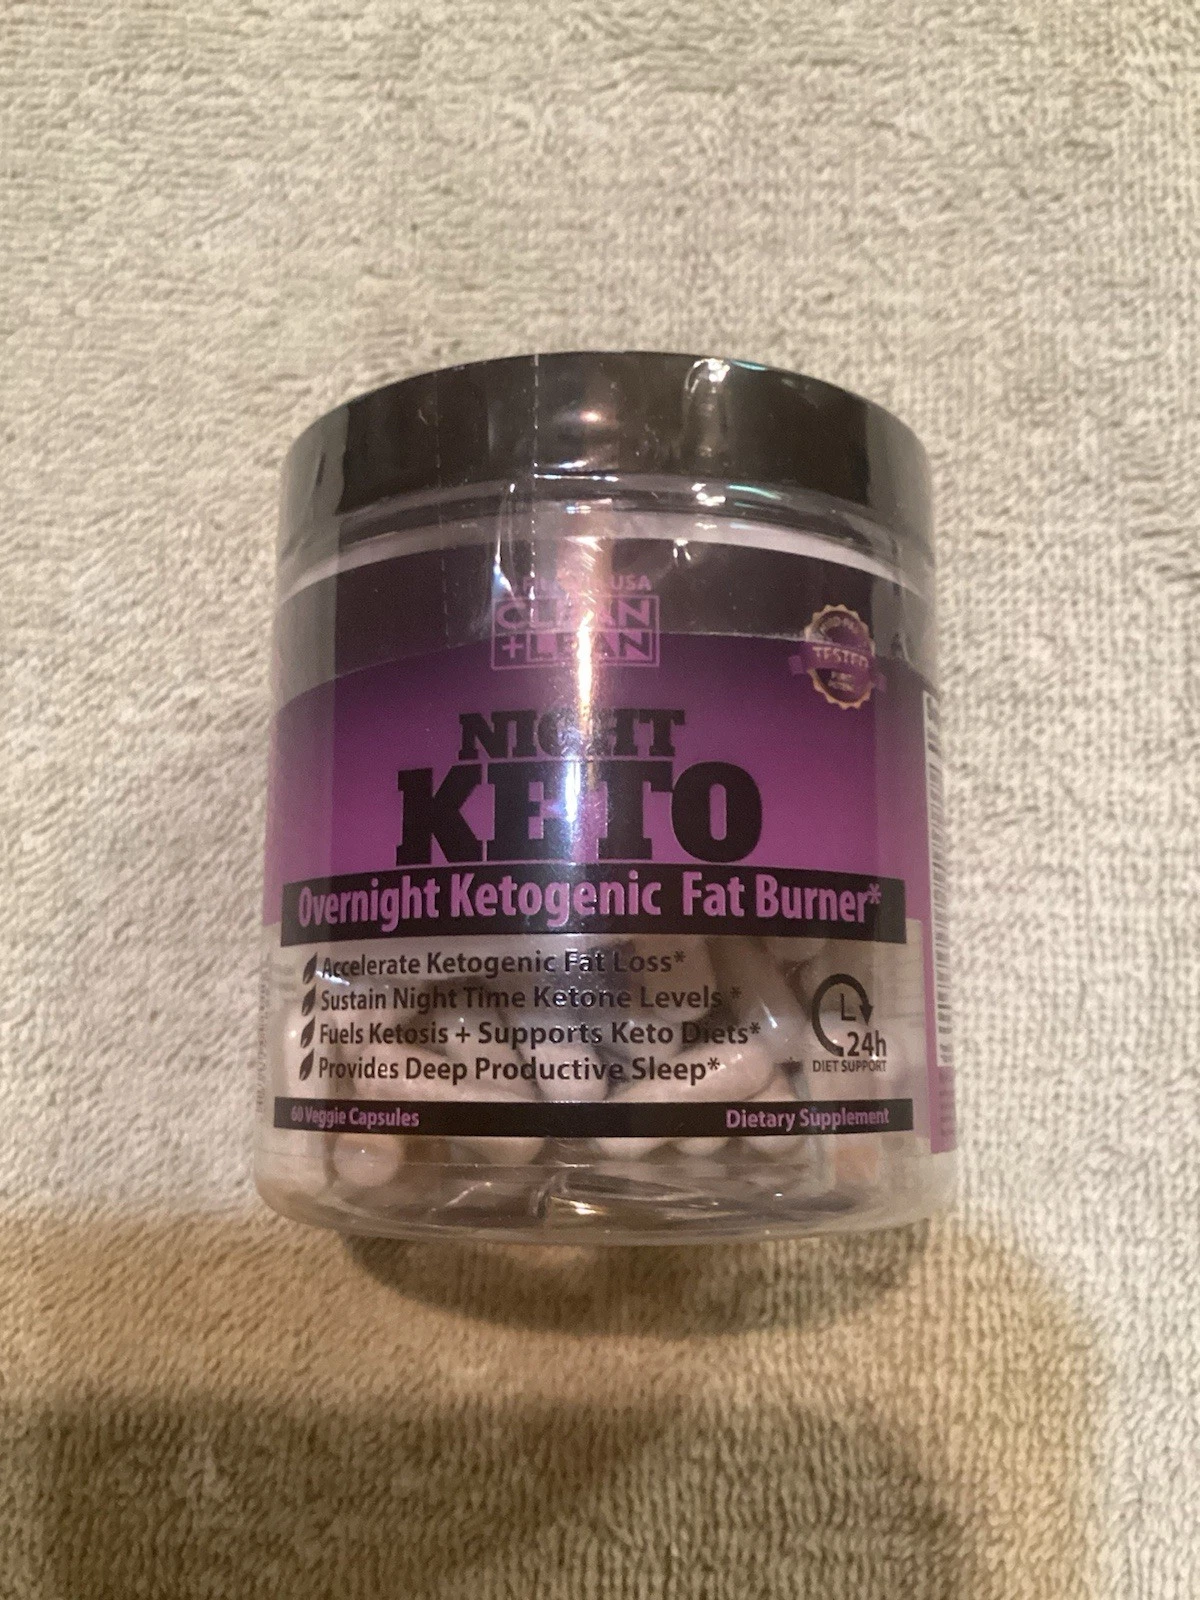 USA
CLEAN
+LEAN
TESTED
NIGHT
KETO
Overnight Ketogenic Fat Burner*
Accelerate Ketogenic Fat Loss*
Sustain Night Time Ketone Levels *
Fuels Ketosis + Supports Keto Diets*
Provides Deep Productive Sleep*
24h
DIET SUPPORT
60 Veggie Capsules
Dietary Supplement